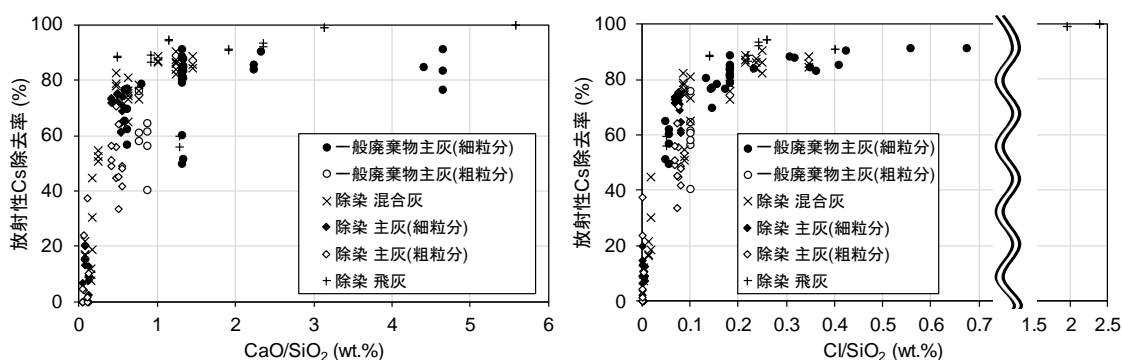 放射性Cs除去率 (%)
100
80
60
40
20
0
0 1 2 3 4 5 6
CaO/SiO₂ (wt.%)
一般廃棄物主灰(細粒分)
一般廃棄物主灰(粗粒分)
除染 混合灰
除染 主灰(細粒分)
除染 主灰(粗粒分)
除染 飛灰
放射性Cs除去率 (%)
100
80
60
40
20
0
0 0.1 0.2 0.3 0.4 0.5 0.6 0.7 1.5 2 2.5
Cl/SiO₂ (wt.%)
一般廃棄物主灰(細粒分)
一般廃棄物主灰(粗粒分)
除染 混合灰
除染 主灰(細粒分)
除染 主灰(粗粒分)
除染 飛灰